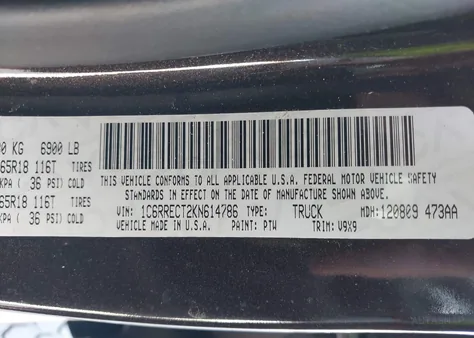 00 KG 6900 LB
65R18 116T TIRES
KPA ( 36 PSI) COLD
65R18 116T TIRES
KPA ( 36 PSI) COLD
THIS VEHICLE CONFORMS TO ALL APPLICABLE U.S.A. FEDERAL MOTOR VEHICLE SAFETY
STANDARDS IN EFFECT ON THE DATE OF MANUFACTURE SHOWN ABOVE.
VIN: 1C6RRECT2KN614786 TYPE: TRUCK MDH: 120809 473AA
VEHICLE MADE IN U.S.A. PAINT: PTW TRIM: V9X9